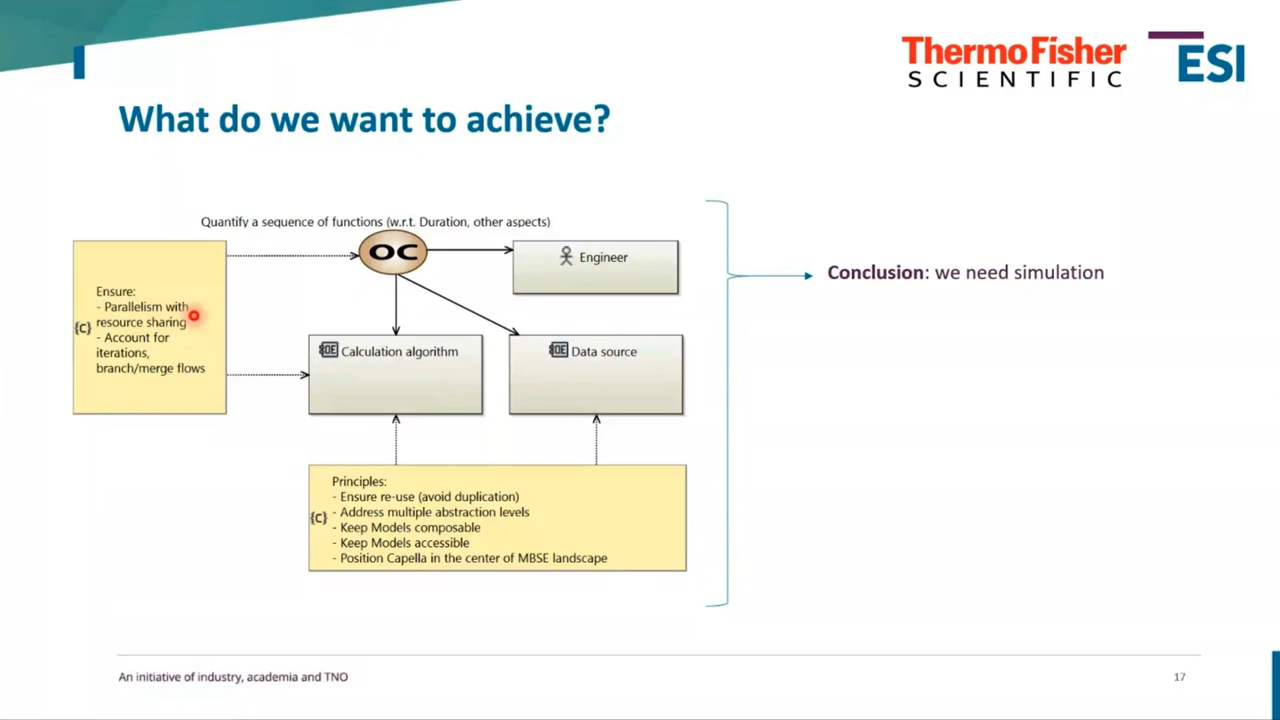 ThermoFisher
SCIENTIFIC
ESI
What do we want to achieve?
Quantify a sequence of functions (w.r.t. Duration, other aspects)
OC
Engineer
Ensure:
- Parallelism with
resource sharing
- Account for
iterations,
branch/merge flows
{c}
OE Calculation algorithm
OE Data source
Conclusion: we need simulation
Principles:
- Ensure re-use (avoid duplication)
- Address multiple abstraction levels
- Keep Models composable
- Keep Models accessible
- Position Capella in the center of MBSE landscape
{c}
An initiative of industry, academia and TNO
17